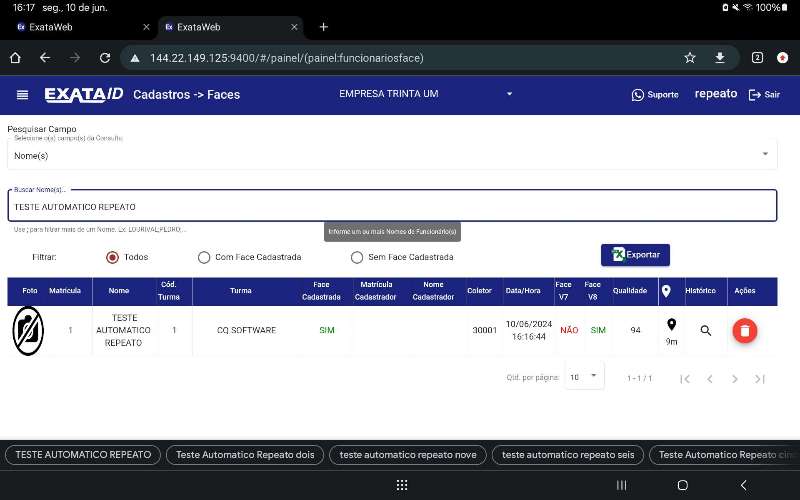 16:17 seg., 10 de jun.
100%
Ex ExataWeb
Ex ExataWeb
144.22.149.125:9400/#/painel/(painel:funcionariosface)
2
EXATA ID Cadastros -> Faces
EMPRESA TRINTA UM
Suporte
repeato
Sair
Pesquisar Campo
Selecione o(s) campo(s) da Consulta
Nome(s)
Buscar Nome(s)...
TESTE AUTOMATICO REPEATO
Use ; para filtrar mais de um Nome. Ex: LOURIVAL;PEDRO;...
Informe um ou mais Nomes de Funcionário(s)
Filtrar:
Todos
Com Face Cadastrada
Sem Face Cadastrada
Exportar
Foto
Matrícula
Nome
Cód. Turma
Turma
Face Cadastrada
Matrícula Cadastrador
Nome Cadastrador
Coletor
Data/Hora
Face V7
Face V8
Qualidade
Histórico
Ações
1
TESTE AUTOMATICO REPEATO
1
CQ.SOFTWARE
SIM
30001
10/06/2024 16:16:44
NÃO
SIM
94
9m
Qtd. por página:
10
1 - 1 / 1
TESTE AUTOMATICO REPEATO
Teste Automatico Repeato dois
teste automatico repeato nove
teste automatico repeato seis
Teste Automatico Repeato cinc